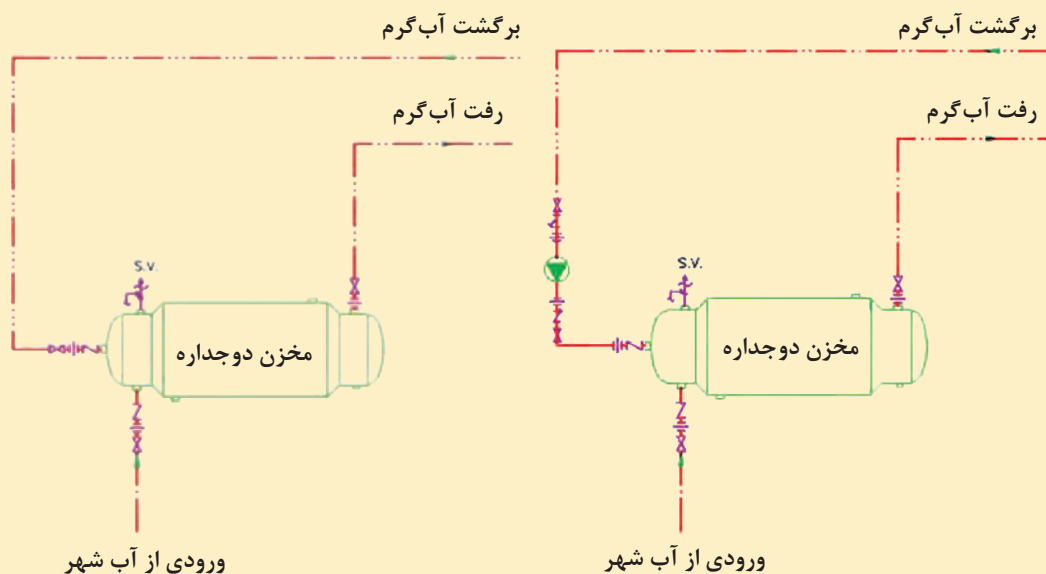 برگشت آب‌گرم
برگشت آب‌گرم
رفت آب‌گرم
رفت آب‌گرم
S.V.
S.V.
مخزن دوجداره
مخزن دوجداره
ورودی از آب شهر
ورودی از آب شهر